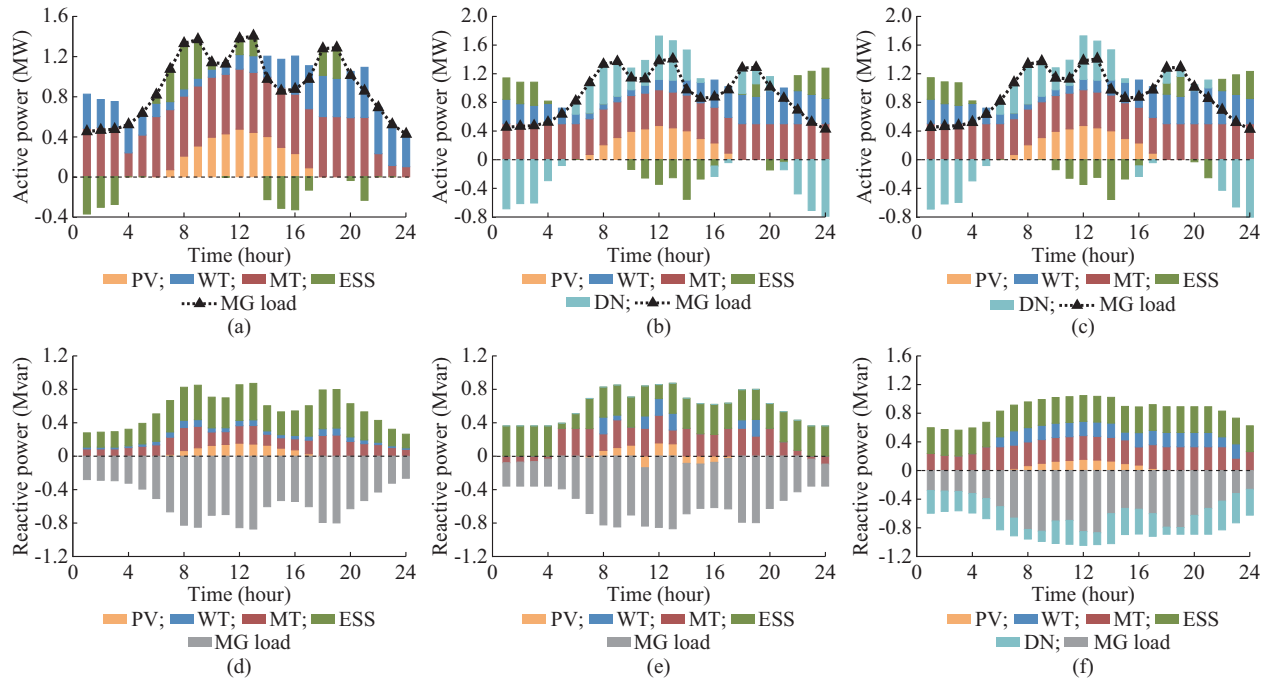 Active power (MW)
1.6
1.2
0.8
0.4
0
-0.4
0 4 8 12 16 20 24
Time (hour)
PV; WT; MT; ESS
MG load
(a)
Active power (MW)
2.0
1.6
1.2
0.8
0.4
0
-0.4
-0.8
0 4 8 12 16 20 24
Time (hour)
PV; WT; MT; ESS
DN; MG load
(b)
Active power (MW)
2.0
1.6
1.2
0.8
0.4
0
-0.4
-0.8
0 4 8 12 16 20 24
Time (hour)
PV; WT; MT; ESS
DN; MG load
(c)
Reactive power (Mvar)
1.2
0.8
0.4
0
-0.4
-0.8
-1.2
0 4 8 12 16 20 24
Time (hour)
PV; WT; MT; ESS
MG load
(d)
Reactive power (Mvar)
1.2
0.8
0.4
0
-0.4
-0.8
-1.2
0 4 8 12 16 20 24
Time (hour)
PV; WT; MT; ESS
MG load
(e)
Reactive power (Mvar)
1.6
1.2
0.8
0.4
0
-0.4
-0.8
-1.2
0 4 8 12 16 20 24
Time (hour)
PV; WT; MT; ESS
DN; MG load
(f)